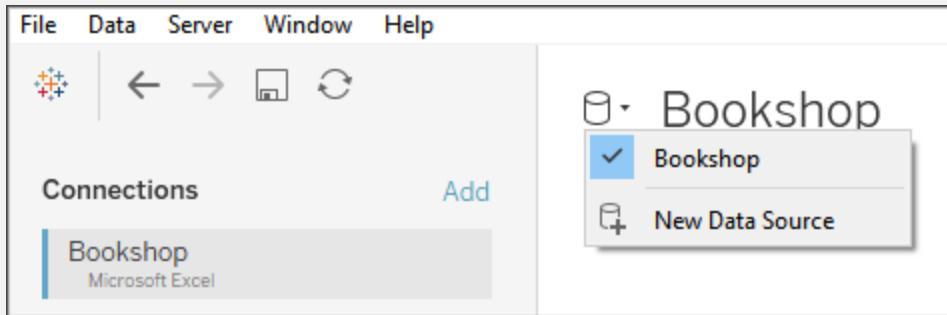 File Data Server Window Help
Bookshop
Bookshop
New Data Source
Connections Add
Bookshop
Microsoft Excel